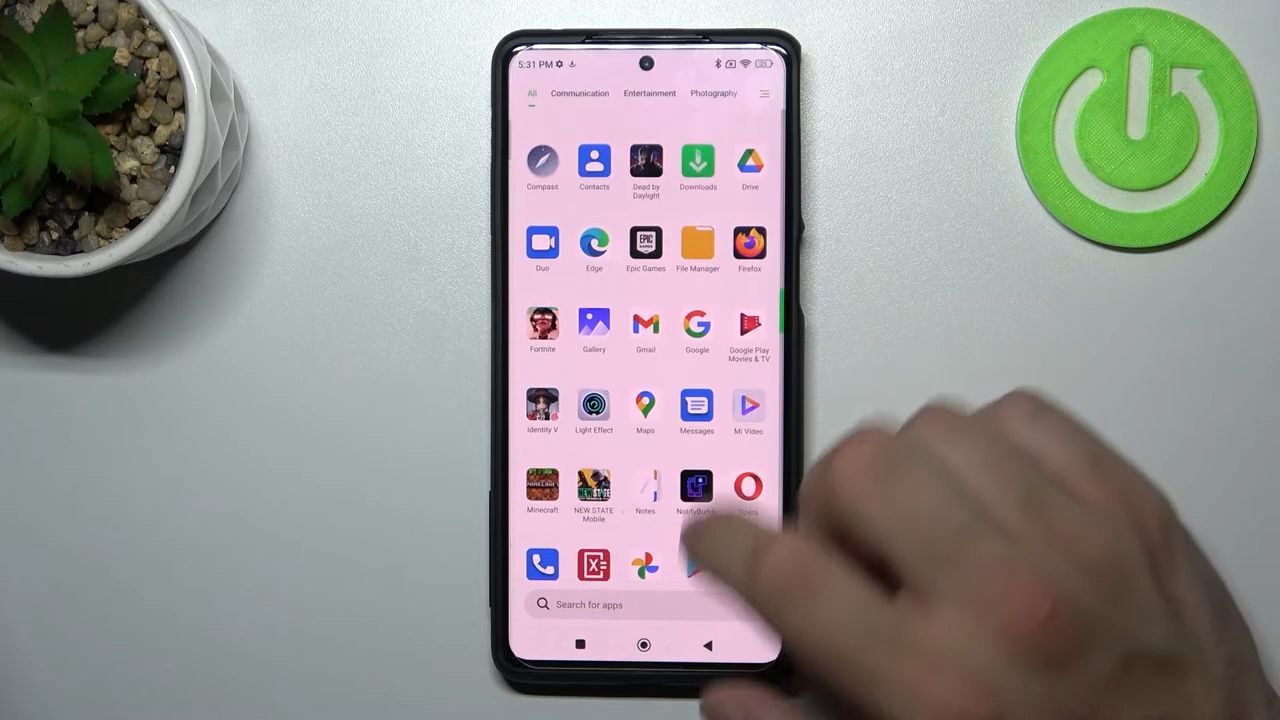 5:31 PM
All Communication Entertainment Photography
Compass Contacts Dead by Daylight Downloads Drive
Duo Edge Epic Games File Manager Firefox
Fortnite Gallery Gmail Google Google Play Movies & TV
Identity V Light Effect Maps Messages Mi Video
Minecraft NEW STATE Mobile Notes NotifyBuddy Opera
Search for apps